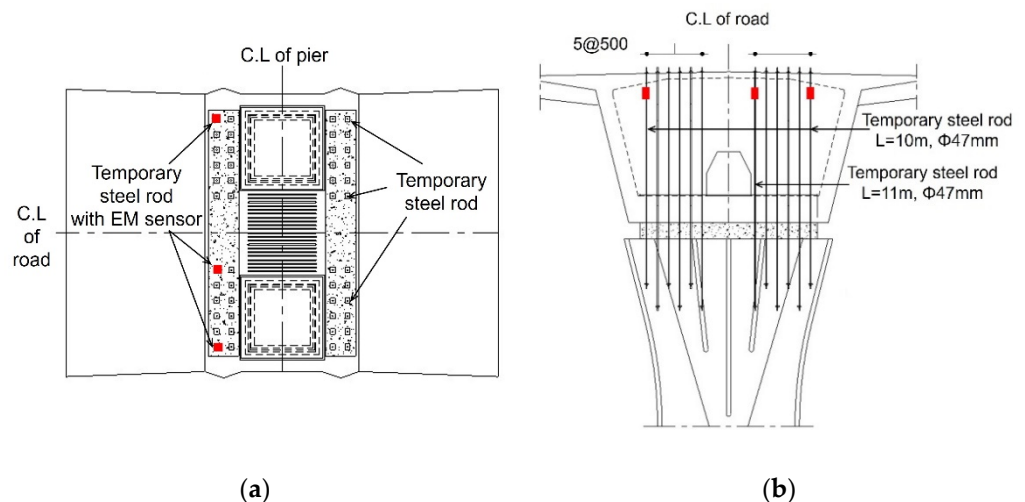 C.L of pier
Temporary
steel rod
with EM sensor
Temporary
steel rod
C.L
of
road
(a)
C.L of road
5@500
Temporary steel rod
L=10m, Φ47mm
Temporary steel rod
L=11m, Φ47mm
(b)